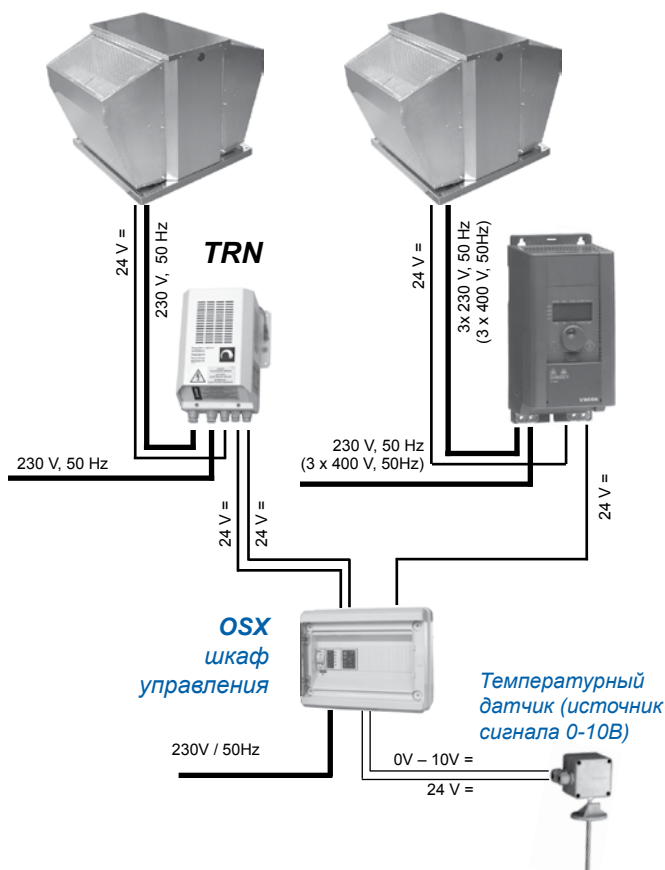 24 V =
230 V, 50 Hz
TRN
24 V =
3x 230 V, 50 Hz
(3 x 400 V, 50Hz)
VACON
230 V, 50 Hz
230 V, 50 Hz
(3 x 400 V, 50Hz)
24 V =
24 V =
24 V =
OSX
шкаф
управления
Температурный
датчик (источник
сигнала 0-10В)
230V / 50Hz
0V – 10V =
24 V =